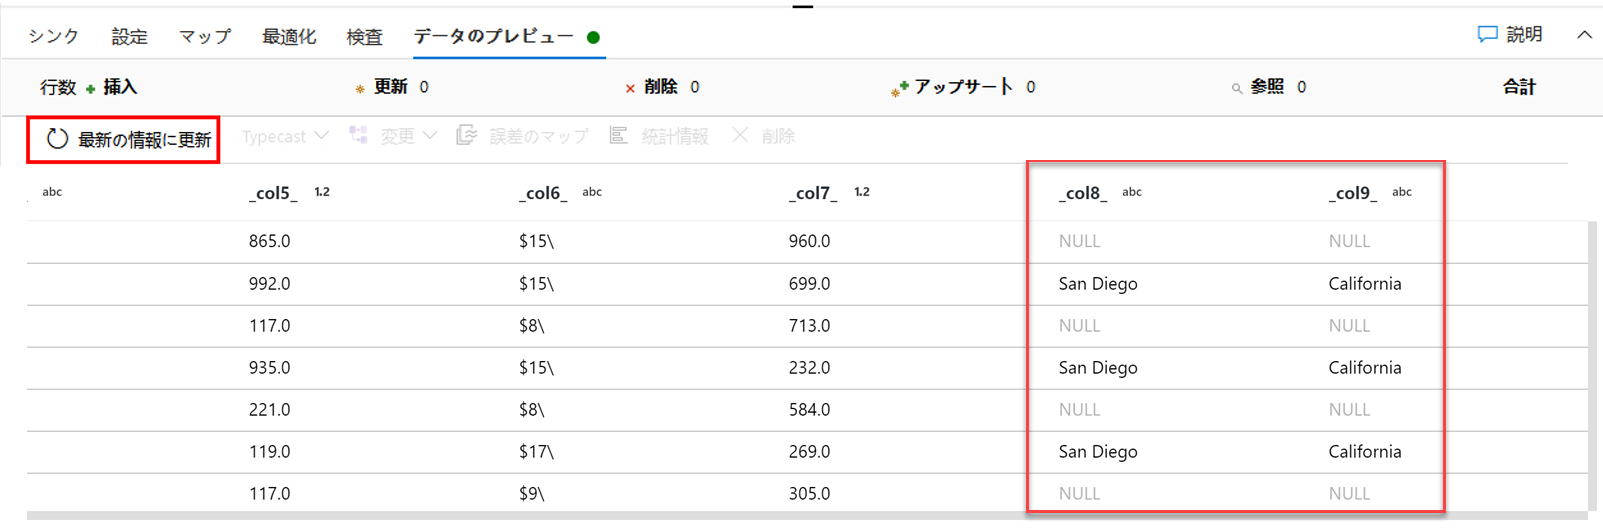 シンク 設定 マップ 最適化 検査 データのプレビュー 説明
行数 挿入 更新 0 削除 0 アップサート 0 参照 0 合計
最新の情報に更新 Typecast 変更 誤差のマップ 統計情報 削除
abc _col5_ 1.2 _col6_ abc _col7_ 1.2 _col8_ abc _col9_ abc
865.0 $15\ 960.0 NULL NULL
992.0 $15\ 699.0 San Diego California
117.0 $8\ 713.0 NULL NULL
935.0 $15\ 232.0 San Diego California
221.0 $8\ 584.0 NULL NULL
119.0 $17\ 269.0 San Diego California
117.0 $9\ 305.0 NULL NULL